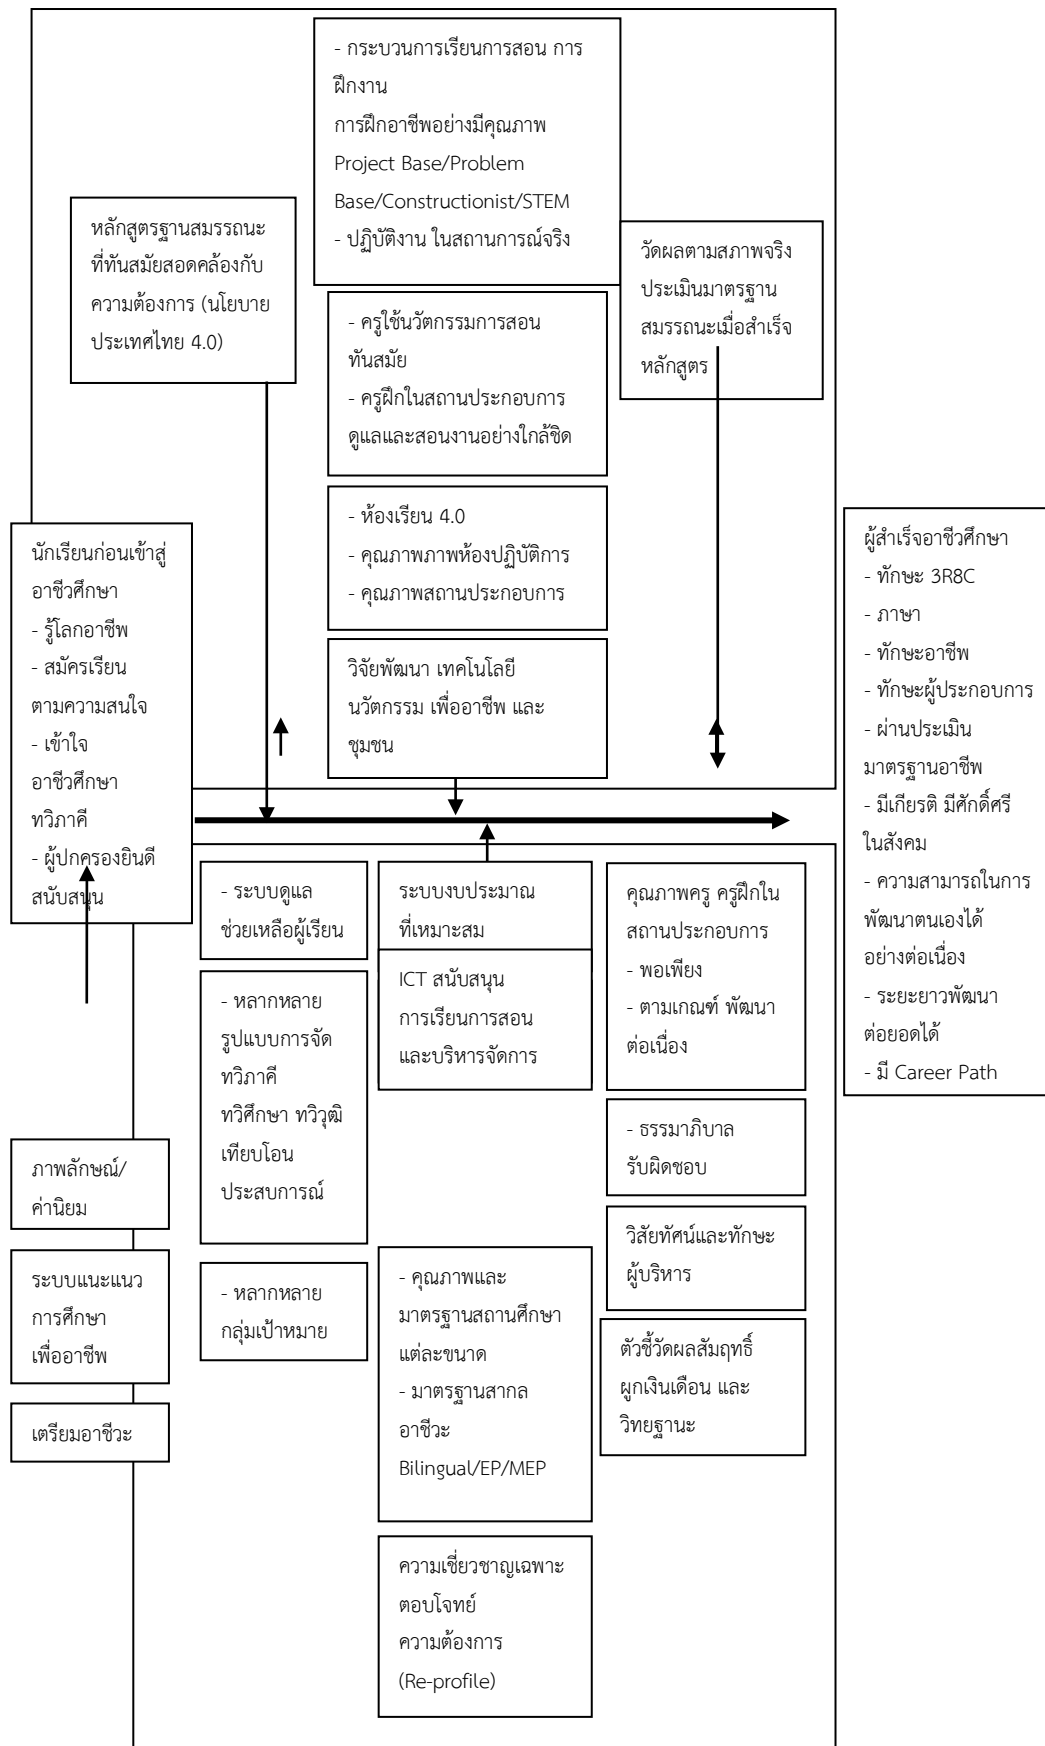 - กระบวนการเรียนการสอน การ
ฝึกงาน
การฝึกอาชีพอย่างมีคุณภาพ
Project Base/Problem
Base/Constructionist/STEM
- ปฏิบัติงาน ในสถานการณ์จริง
หลักสูตรฐานสมรรถนะ
ที่ทันสมัยสอดคล้องกับ
ความต้องการ (นโยบาย
ประเทศไทย 4.0)
วัดผลตามสภาพจริง
ประเมินมาตรฐาน
สมรรถนะเมื่อสำเร็จ
หลักสูตร
- ครูใช้นวัตกรรมการสอน
ทันสมัย
- ครูฝึกในสถานประกอบการ
ดูแลและสอนงานอย่างใกล้ชิด
- ห้องเรียน 4.0
- คุณภาพภาพห้องปฏิบัติการ
- คุณภาพสถานประกอบการ
วิจัยพัฒนา เทคโนโลยี
นวัตกรรม เพื่ออาชีพ และ
ชุมชน
นักเรียนก่อนเข้าสู่
อาชีวศึกษา
- รู้โลกอาชีพ
- สมัครเรียน
ตามความสนใจ
- เข้าใจ
อาชีวศึกษา
ทวิภาคี
- ผู้ปกครองยินดี
สนับสนุน
ผู้สำเร็จอาชีวศึกษา
- ทักษะ 3R8C
- ภาษา
- ทักษะอาชีพ
- ทักษะผู้ประกอบการ
- ผ่านประเมิน
มาตรฐานอาชีพ
- มีเกียรติ มีศักดิ์ศรี
ในสังคม
- ความสามารถในการ
พัฒนาตนเองได้
อย่างต่อเนื่อง
- ระยะยาวพัฒนา
ต่อยอดได้
- มี Career Path
- ระบบดูแล
ช่วยเหลือผู้เรียน
- หลากหลาย
รูปแบบการจัด
ทวิภาคี
ทวิศึกษา ทวิวุฒิ
เทียบโอน
ประสบการณ์
- หลากหลาย
กลุ่มเป้าหมาย
ระบบงบประมาณ
ที่เหมาะสม
ICT สนับสนุน
การเรียนการสอน
และบริหารจัดการ
- คุณภาพและ
มาตรฐานสถานศึกษา
แต่ละขนาด
- มาตรฐานสากล
อาชีวะ
Bilingual/EP/MEP
ความเชี่ยวชาญเฉพาะ
ตอบโจทย์
ความต้องการ
(Re-profile)
คุณภาพครู ครูฝึกใน
สถานประกอบการ
- พอเพียง
- ตามเกณฑ์ พัฒนา
ต่อเนื่อง
- ธรรมาภิบาล
รับผิดชอบ
วิสัยทัศน์และทักษะ
ผู้บริหาร
ตัวชี้วัดผลสัมฤทธิ์
ผูกเงินเดือน และ
วิทยฐานะ
ภาพลักษณ์/
ค่านิยม
ระบบแนะแนว
การศึกษา
เพื่ออาชีพ
เตรียมอาชีวะ